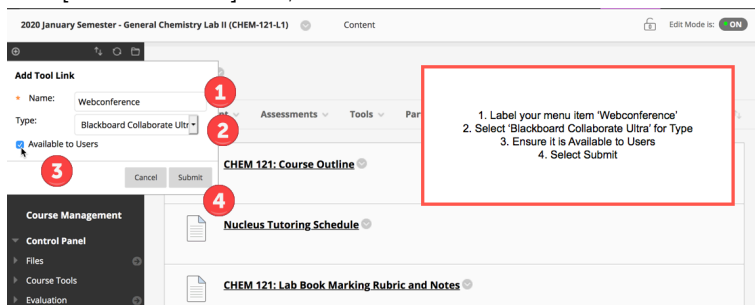 2020 January Semester - General Chemistry Lab II (CHEM-121-L1)
Content
Edit Mode is:
ON
Add Tool Link
* Name:
Webconference
1
Type:
Blackboard Collaborate Ultr
2
Available to Users
3
Cancel
Submit
4
Assessments
Tools
1. Label your menu item 'Webconference'
2. Select 'Blackboard Collaborate Ultra' for Type
3. Ensure it is Available to Users
4. Select Submit
CHEM 121: Course Outline
Course Management
Control Panel
Files
Course Tools
Evaluation
Nucleus Tutoring Schedule
CHEM 121: Lab Book Marking Rubric and Notes